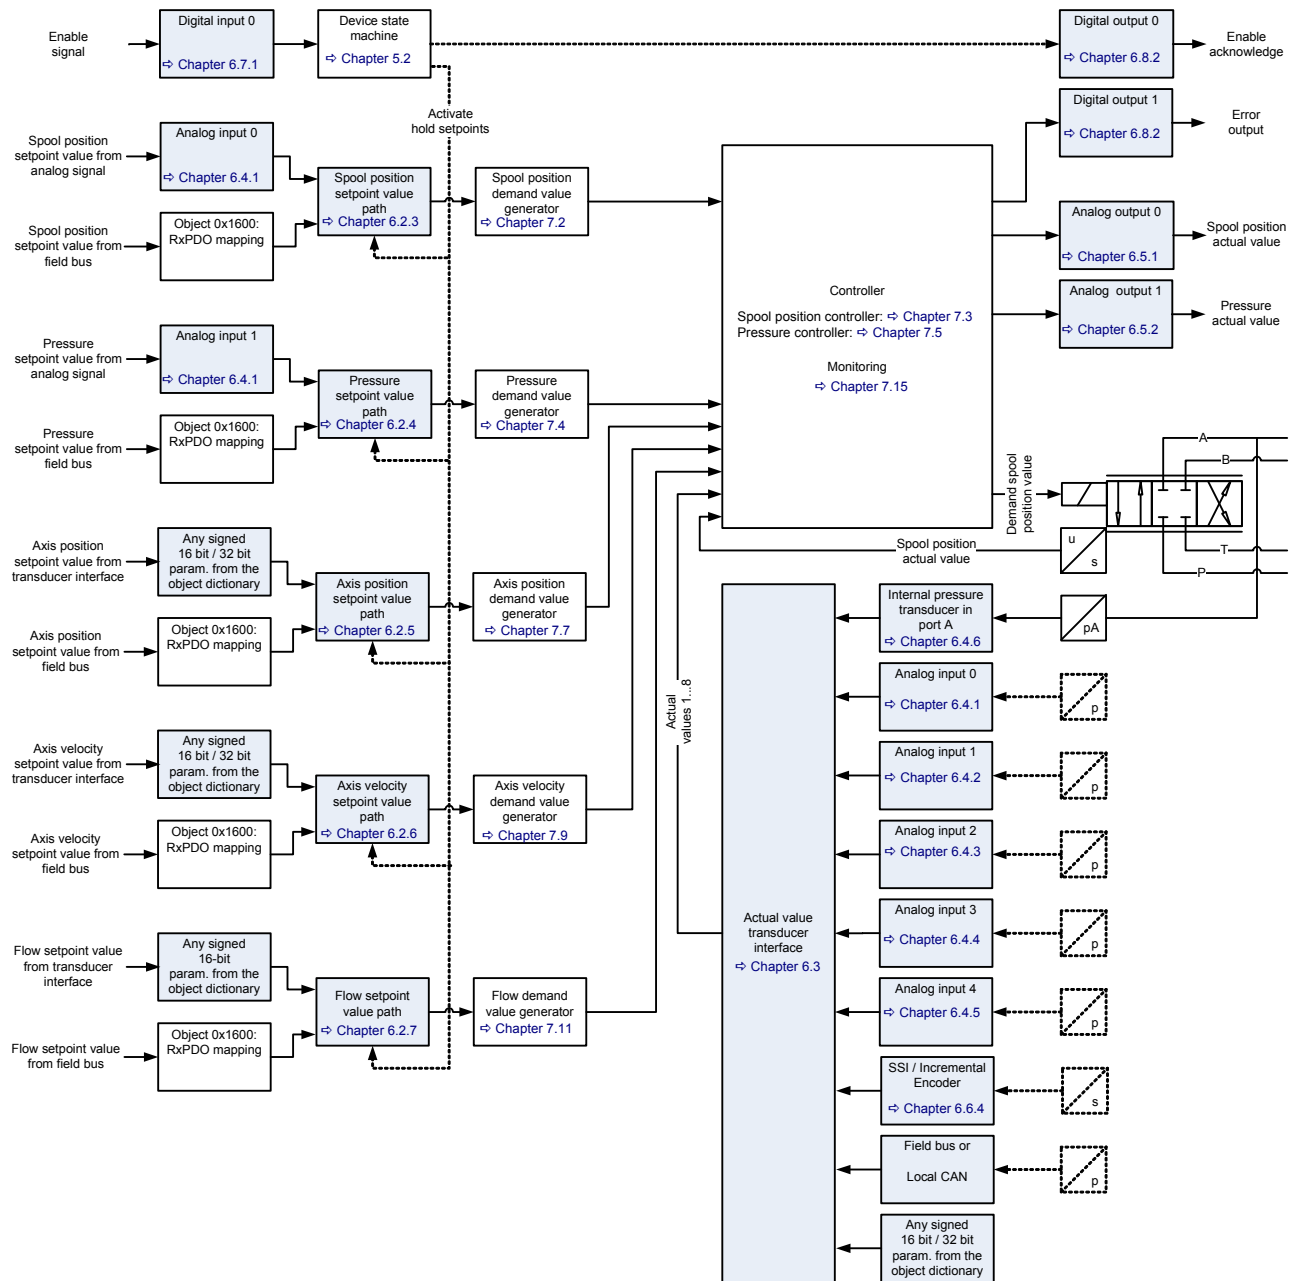 Enable
signal
Digital input 0
⇨ Chapter 6.7.1
Device state
machine
⇨ Chapter 5.2
Digital output 0
⇨ Chapter 6.8.2
Enable
acknowledge
Activate
hold setpoints
Digital output 1
⇨ Chapter 6.8.2
Error
output
Spool position
setpoint value from
analog signal
Analog input 0
⇨ Chapter 6.4.1
Spool position
setpoint value from
field bus
Object 0x1600:
RxPDO mapping
Spool position
setpoint value
path
⇨ Chapter 6.2.3
Spool position
demand value
generator
⇨ Chapter 7.2
Analog output 0
⇨ Chapter 6.5.1
Spool position
actual value
Analog output 1
⇨ Chapter 6.5.2
Pressure
actual value
Controller
Spool position controller: ⇨ Chapter 7.3
Pressure controller: ⇨ Chapter 7.5
Monitoring
⇨ Chapter 7.15
Pressure
setpoint value from
analog signal
Analog input 1
⇨ Chapter 6.4.1
Pressure
setpoint value from
field bus
Object 0x1600:
RxPDO mapping
Pressure
setpoint value
path
⇨ Chapter 6.2.4
Pressure
demand value
generator
⇨ Chapter 7.4
Demand spool
position value
A
B
T
P
u
s
Spool position
actual value
Axis position
setpoint value from
transducer interface
Any signed
16 bit / 32 bit
param. from the
object dictionary
Axis position
setpoint value from
field bus
Object 0x1600:
RxPDO mapping
Axis position
setpoint value
path
⇨ Chapter 6.2.5
Axis position
demand value
generator
⇨ Chapter 7.7
Axis velocity
setpoint value from
transducer interface
Any signed
16 bit / 32 bit
param. from the
object dictionary
Axis velocity
setpoint value from
field bus
Object 0x1600:
RxPDO mapping
Axis velocity
setpoint value
path
⇨ Chapter 6.2.6
Axis velocity
demand value
generator
⇨ Chapter 7.9
Flow setpoint value
from transducer
interface
Any signed
16-bit
param. from the
object dictionary
Flow setpoint value
from field bus
Object 0x1600:
RxPDO mapping
Flow setpoint
value path
⇨ Chapter 6.2.7
Flow demand
value generator
⇨ Chapter 7.11
Actual
values 1...8
Actual value
transducer
interface
⇨ Chapter 6.3
Internal pressure
transducer in
port A
⇨ Chapter 6.4.6
pA
Analog input 0
⇨ Chapter 6.4.1
p
Analog input 1
⇨ Chapter 6.4.2
p
Analog input 2
⇨ Chapter 6.4.3
p
Analog input 3
⇨ Chapter 6.4.4
p
Analog input 4
⇨ Chapter 6.4.5
p
SSI / Incremental
Encoder
⇨ Chapter 6.6.4
s
Field bus or
Local CAN
p
Any signed
16 bit / 32 bit
param. from the
object dictionary